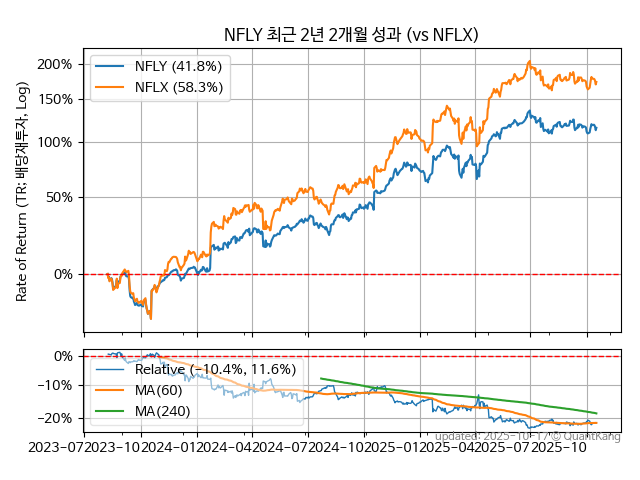 NFLY 최근 2년 2개월 성과 (vs NFLX)
Rate of Return (TR: 배당재투자, Log)
200%
150%
100%
50%
0%
NFLY (41.8%)
NFLX (58.3%)
0%
−10%
−20%
Relative (−10.4%, 11.6%)
MA(60)
MA(240)
2023-07 2023-10 2024-01 2024-04 2024-07 2024-10 2025-01 2025-04 2025-07 2025-10
updated: 2025-10-17 © QuantKang